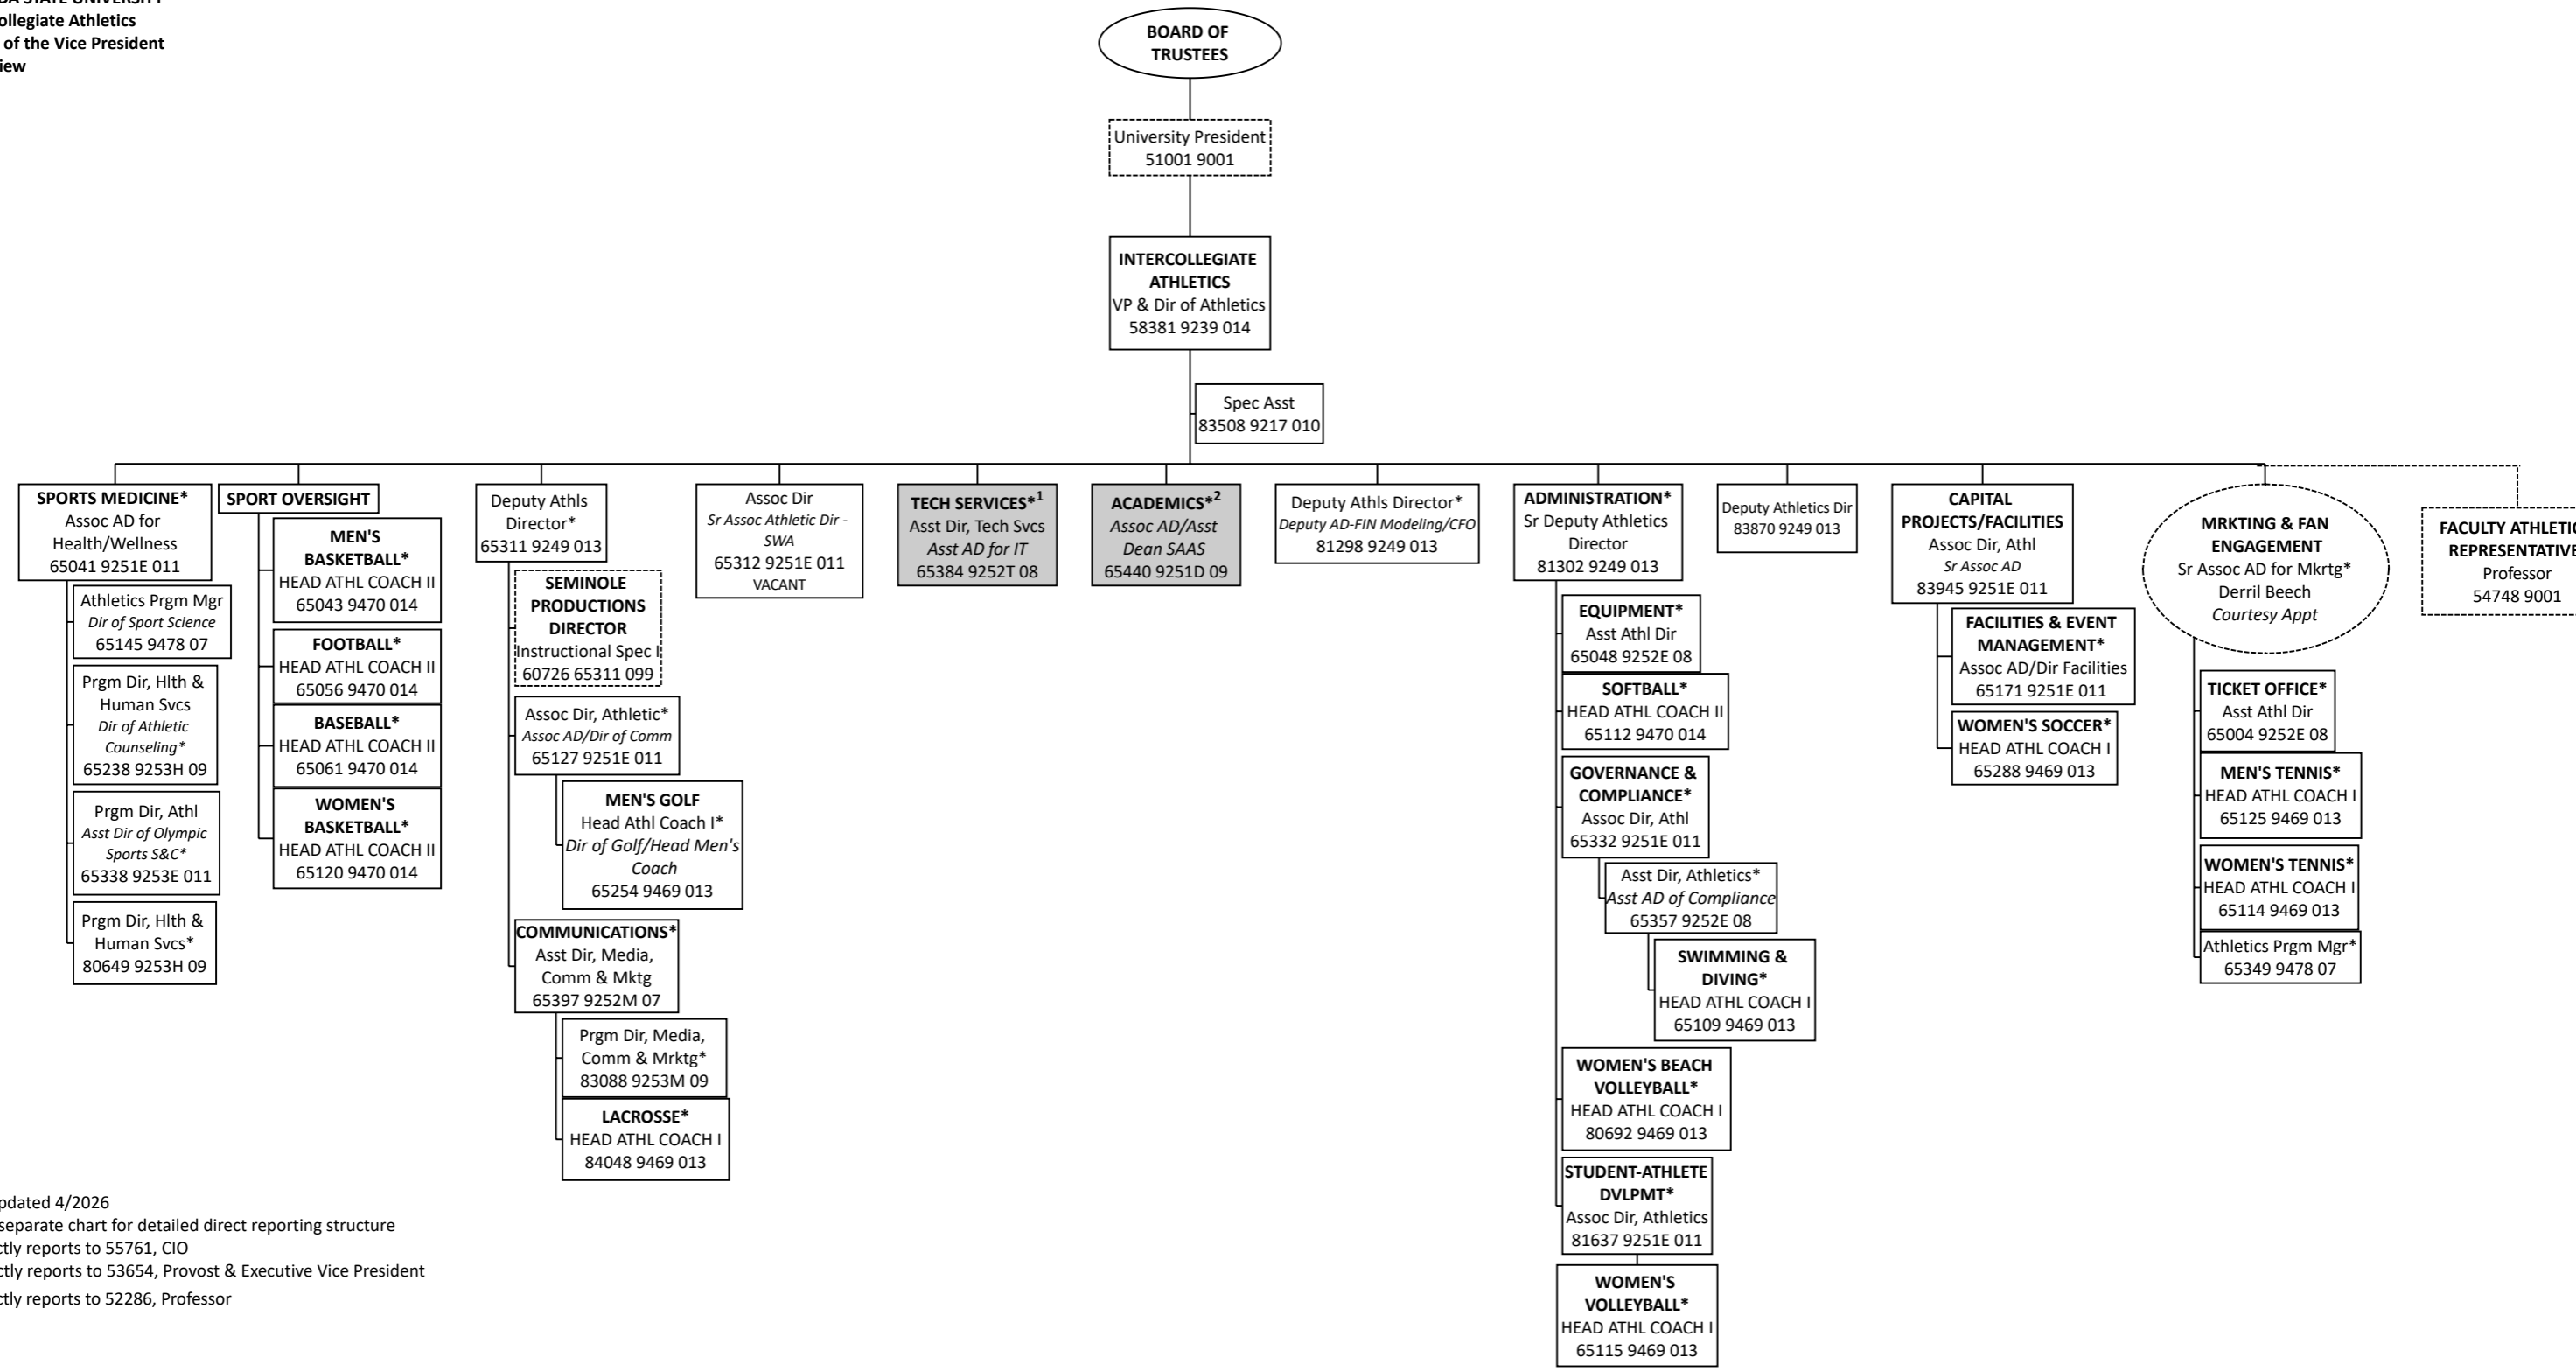 ollegiate Athletics
of the Vice President
BOARD OF
TRUSTEES
University President
51001 9001
INTERCOLLEGIATE
ATHLETICS
VP & Dir of Athletics
58381 9239 014
Spec Asst
83508 9217 010
SPORTS MEDICINE*
Assoc AD for
Health/Wellness
65041 9251E 011
Athletics Prgm Mgr
Dir of Sport Science
65145 9478 07
Prgm Dir, Hlth &
Human Svcs
Dir of Athletic
Counseling*
65238 9253H 09
Prgm Dir, Athl
Asst Dir of Olympic
Sports S&C*
65338 9253E 011
Prgm Dir, Hlth &
Human Svcs*
80649 9253H 09
SPORT OVERSIGHT
MEN'S
BASKETBALL*
HEAD ATHL COACH II
65043 9470 014
FOOTBALL*
HEAD ATHL COACH II
65056 9470 014
BASEBALL*
HEAD ATHL COACH II
65061 9470 014
WOMEN'S
BASKETBALL*
HEAD ATHL COACH II
65120 9470 014
Deputy Athls
Director*
65311 9249 013
SEMINOLE
PRODUCTIONS
DIRECTOR
Instructional Spec I
60726 65311 099
Assoc Dir, Athletic*
Assoc AD/Dir of Comm
65127 9251E 011
MEN'S GOLF
Head Athl Coach I*
Dir of Golf/Head Men's
Coach
65254 9469 013
COMMUNICATIONS*
Asst Dir, Media,
Comm & Mktg
65397 9252M 07
Prgm Dir, Media,
Comm & Mrktg*
83088 9253M 09
LACROSSE*
HEAD ATHL COACH I
84048 9469 013
Assoc Dir
Sr Assoc Athletic Dir -
SWA
65312 9251E 011
VACANT
TECH SERVICES*1
Asst Dir, Tech Svcs
Asst AD for IT
65384 9252T 08
ACADEMICS*2
Assoc AD/Asst
Dean SAAS
65440 9251D 09
Deputy Athls Director*
Deputy AD-FIN Modeling/CFO
81298 9249 013
ADMINISTRATION*
Sr Deputy Athletics
Director
81302 9249 013
EQUIPMENT*
Asst Athl Dir
65048 9252E 08
SOFTBALL*
HEAD ATHL COACH II
65112 9470 014
GOVERNANCE &
COMPLIANCE*
Assoc Dir, Athl
65332 9251E 011
Asst Dir, Athletics*
Asst AD of Compliance
65357 9252E 08
SWIMMING &
DIVING*
HEAD ATHL COACH I
65109 9469 013
WOMEN'S BEACH
VOLLEYBALL*
HEAD ATHL COACH I
80692 9469 013
STUDENT-ATHLETE
DVLPMT*
Assoc Dir, Athletics
81637 9251E 011
WOMEN'S
VOLLEYBALL*
HEAD ATHL COACH I
65115 9469 013
Deputy Athletics Dir
83870 9249 013
CAPITAL
PROJECTS/FACILITIES
Assoc Dir, Athl
Sr Assoc AD
83945 9251E 011
FACILITIES & EVENT
MANAGEMENT*
Assoc AD/Dir Facilities
65171 9251E 011
WOMEN'S SOCCER*
HEAD ATHL COACH I
65288 9469 013
MRKTING & FAN
ENGAGEMENT
Sr Assoc AD for Mkrtg*
Derril Beech
Courtesy Appt
TICKET OFFICE*
Asst Athl Dir
65004 9252E 08
MEN'S TENNIS*
HEAD ATHL COACH I
65125 9469 013
WOMEN'S TENNIS*
HEAD ATHL COACH I
65114 9469 013
Athletics Prgm Mgr*
65349 9478 07
FACULTY ATHLETIC
REPRESENTATIVE
Professor
54748 9001
pdated 4/2026
separate chart for detailed direct reporting structure
ctly reports to 55761, CIO
ctly reports to 53654, Provost & Executive Vice President
ctly reports to 52286, Professor